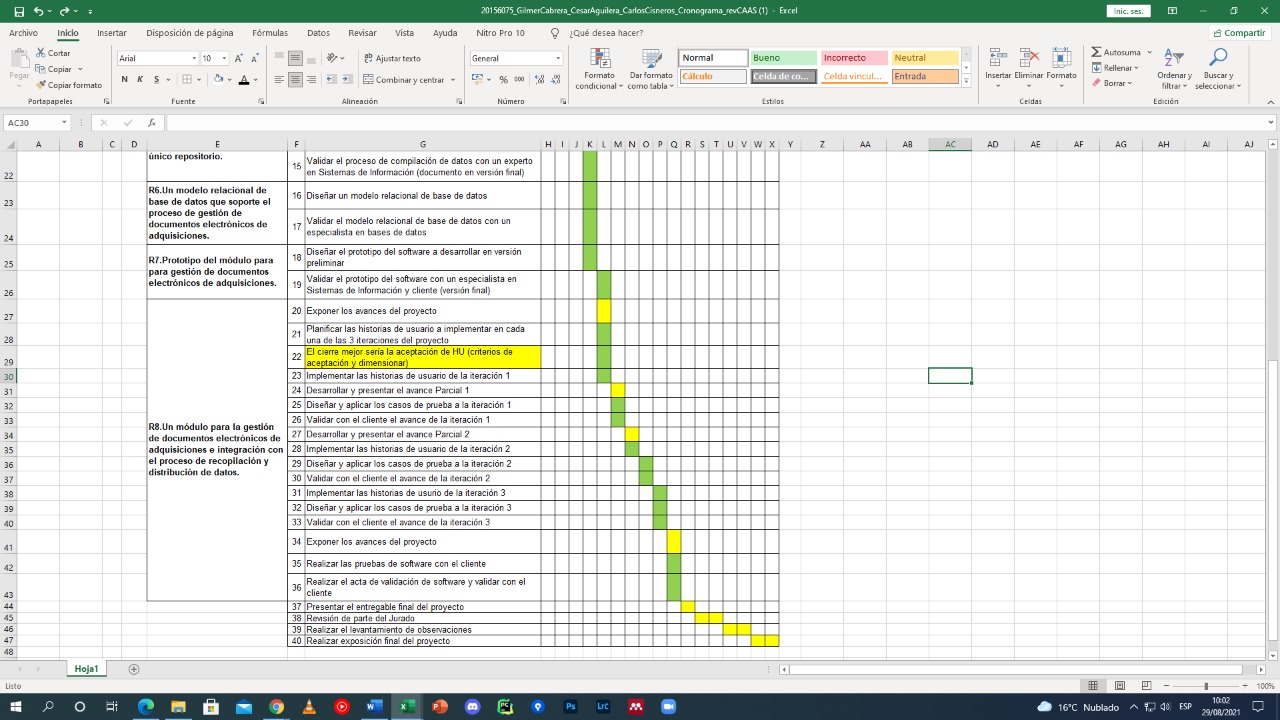 20156075_GilmerCabrera_CesarAguilera_CarlosCisneros_Cronograma_revCAAS (1) - Excel
Inic. ses.
Archivo Inicio Insertar Disposición de página Fórmulas Datos Revisar Vista Ayuda Nitro Pro 10 ¿Qué desea hacer? Compartir
Pegar
Cortar
Copiar
Copiar formato
Portapapeles
Arial 10
N K S
Fuente
Ajustar texto
Combinar y centrar
Alineación
General
% 000
Número
Formato condicional
Dar formato como tabla
Normal Bueno Incorrecto Neutral
Cálculo Celda de co... Celda vincul... Entrada
Estilos
Insertar Eliminar Formato
Celdas
Autosuma
Rellenar
Borrar
Ordenar y filtrar
Buscar y seleccionar
Edición
AC30
fx
A B C D E F G H I J K L M N O P Q R S T U V W X Y Z AA AB AC AD AE AF AG AH AI AJ
único repositorio.
22 15 Validar el proceso de compilación de datos con un experto
en Sistemas de Información (documento en versión final)
R6.Un modelo relacional de
base de datos que soporte el
proceso de gestión de
documentos electrónicos de
adquisiciones.
23 16 Diseñar un modelo relacional de base de datos
24 17 Validar el modelo relacional de base de datos con un
especialista en bases de datos
R7.Prototipo del módulo para
para gestión de documentos
electrónicos de adquisiciones.
25 18 Diseñar el prototipo del software a desarrollar en versión
preliminar
26 19 Validar el prototipo del software con un especialista en
Sistemas de Información y cliente (versión final)
R8.Un módulo para la gestión
de documentos electrónicos de
adquisiciones e integración con
el proceso de recopilación y
distribución de datos.
27 20 Exponer los avances del proyecto
28 21 Planificar las historias de usuario a implementar en cada
una de las 3 iteraciones del proyecto
29 22 El cierre mejor sería la aceptación de HU (criterios de
aceptación y dimensionar)
30 23 Implementar las historias de usuario de la iteración 1
31 24 Desarrollar y presentar el avance Parcial 1
32 25 Diseñar y aplicar los casos de prueba a la iteración 1
33 26 Validar con el cliente el avance de la iteración 1
34 27 Desarrollar y presentar el avance Parcial 2
35 28 Implementar las historias de usuario de la iteración 2
36 29 Diseñar y aplicar los casos de prueba a la iteración 2
37 30 Validar con el cliente el avance de la iteración 2
38 31 Implementar las historias de usurio de la iteración 3
39 32 Diseñar y aplicar los casos de prueba a la iteración 3
40 33 Validar con el cliente el avance de la iteración 3
41 34 Exponer los avances del proyecto
42 35 Realizar las pruebas de software con el cliente
43 36 Realizar el acta de validación de software y validar con el
cliente
44 37 Presentar el entregable final del proyecto
45 38 Revisión de parte del Jurado
46 39 Realizar el levantamiento de observaciones
47 40 Realizar exposición final del proyecto
48
Hoja1
Listo
100%
16°C Nublado ESP 10:02
29/08/2021